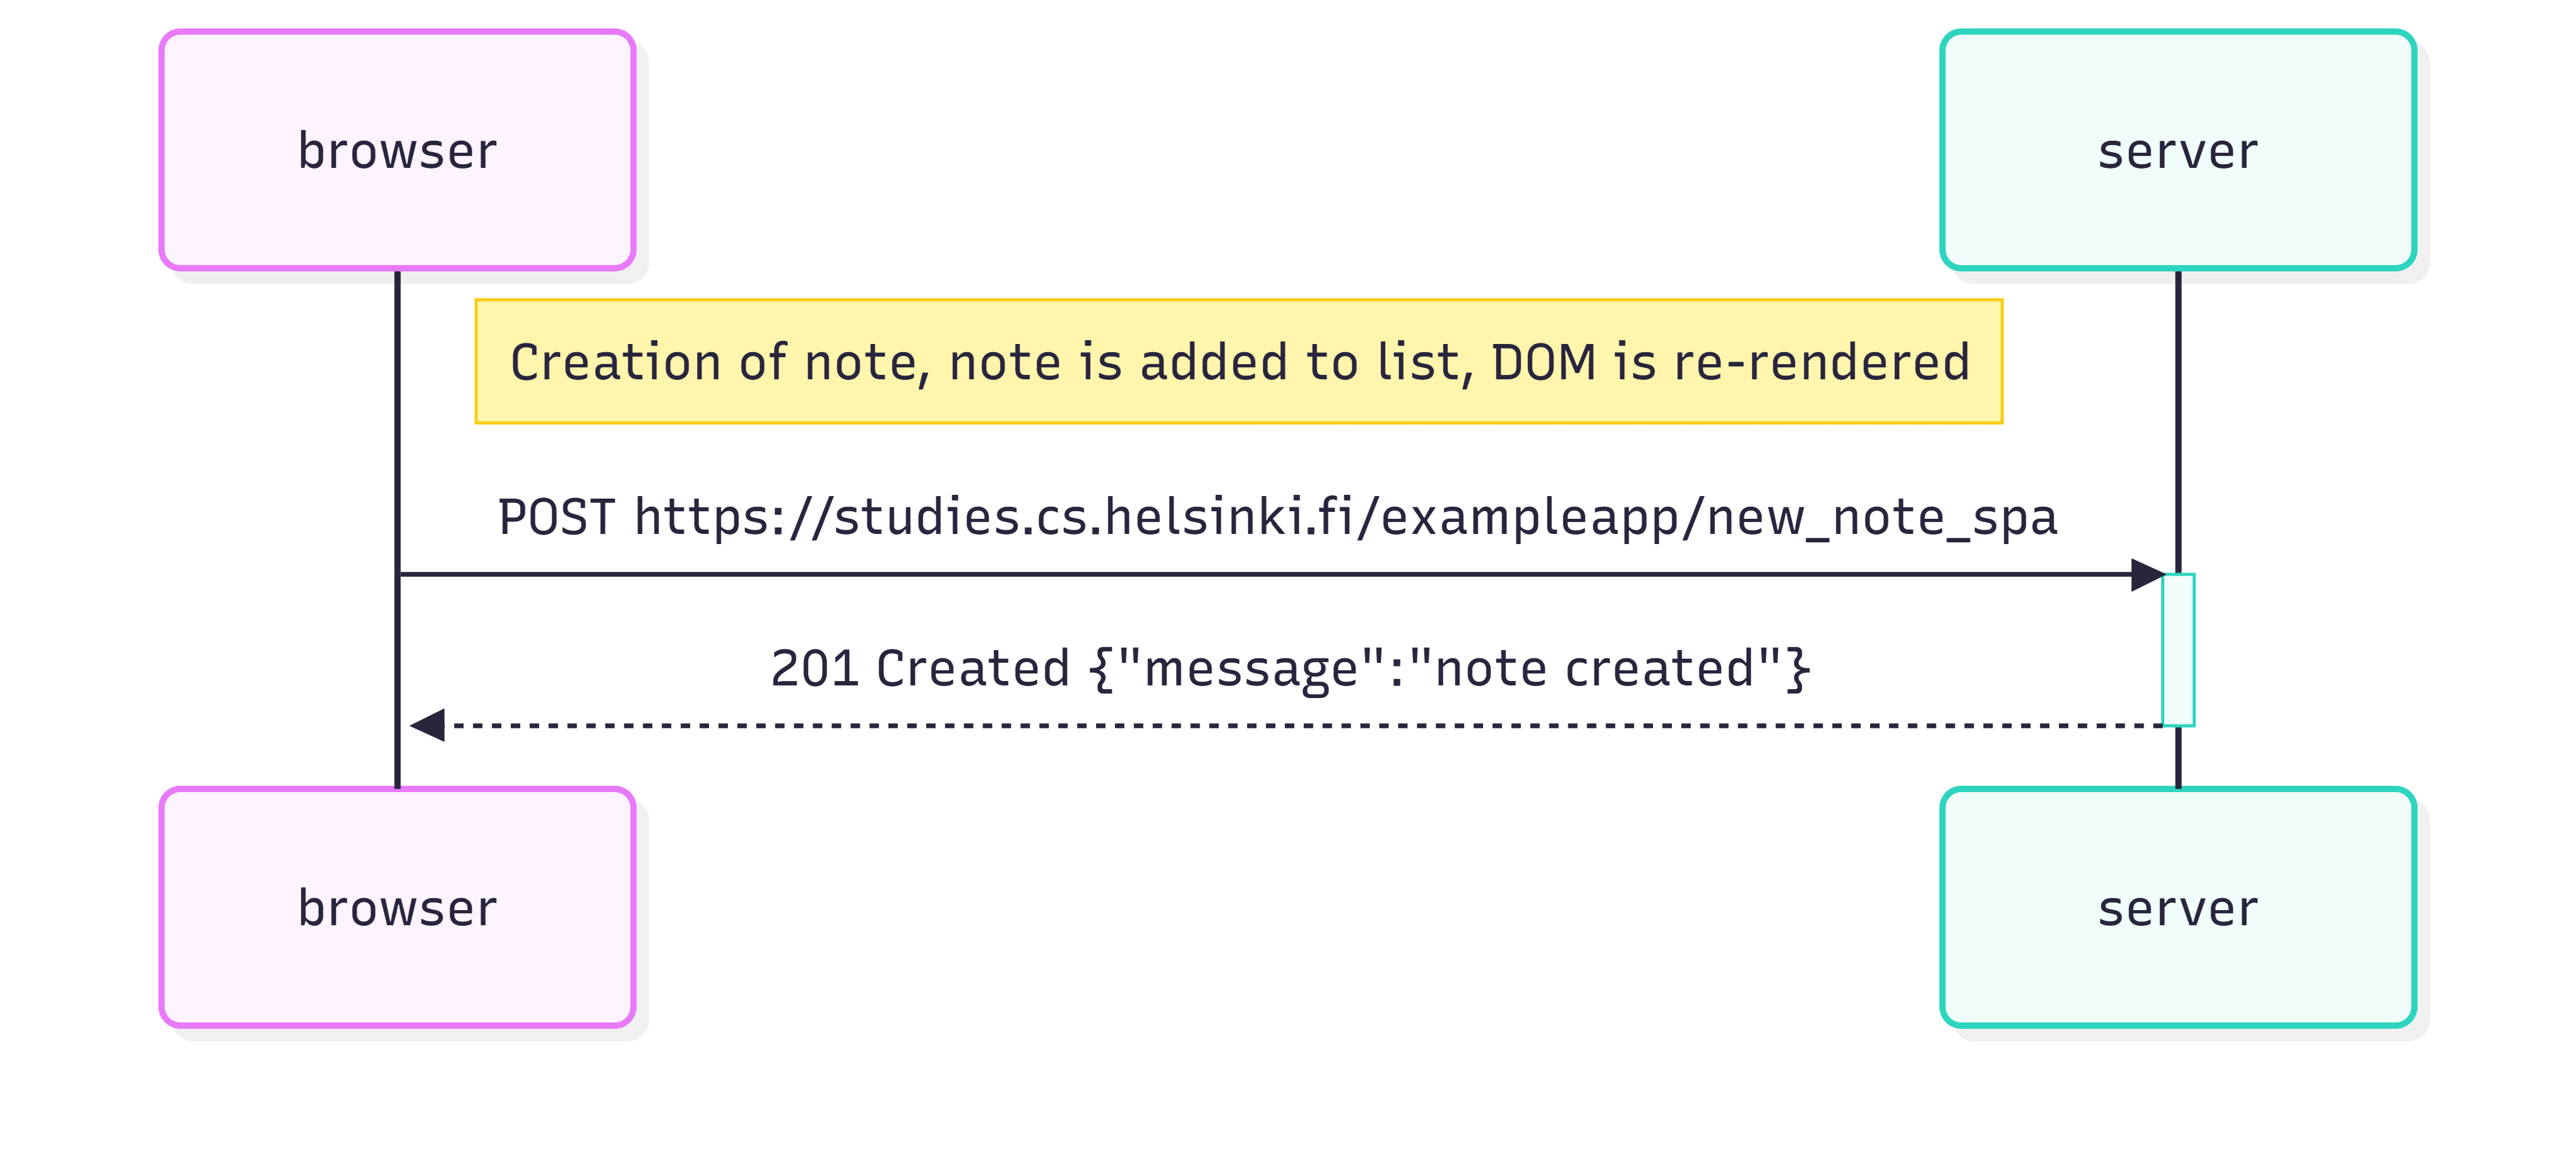 browser
server
Creation of note, note is added to list, DOM is re-rendered
POST https://studies.cs.helsinki.fi/exampleapp/new_note_spa
201 Created {"message":"note created"}
browser
server